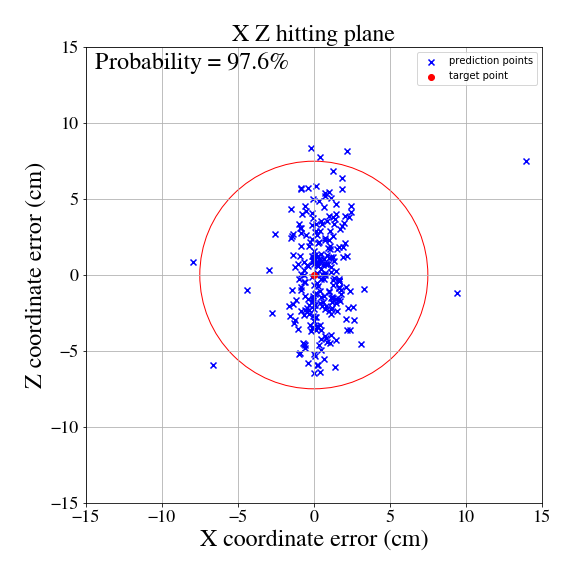 X Z hitting plane
Probability = 97.6%
prediction points
target point
Z coordinate error (cm)
15
10
5
0
−5
−10
−15
−15
−10
−5
0
5
10
15
X coordinate error (cm)